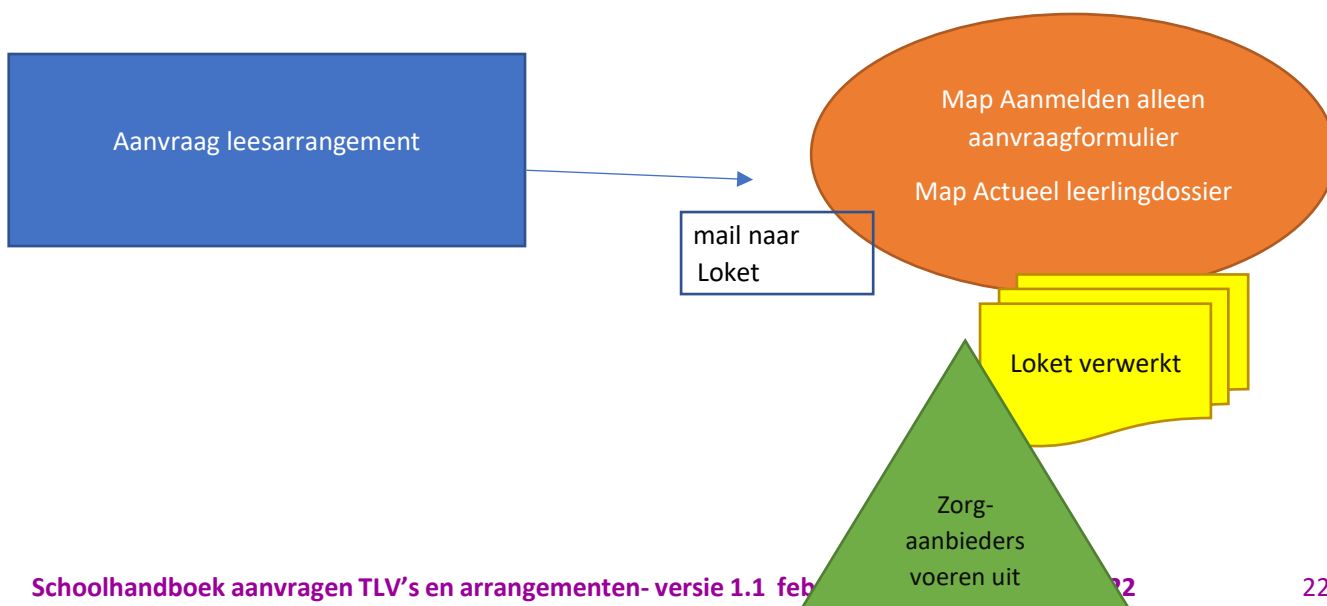 Aanvraag leesarrangement
Map Aanmelden alleen
aanvraagformulier
Map Actueel leerlingdossier
mail naar
Loket
Loket verwerkt
Zorg-
aanbieders
voeren uit
Schoolhandboek aanvragen TLV's en arrangementen- versie 1.1 feb
22